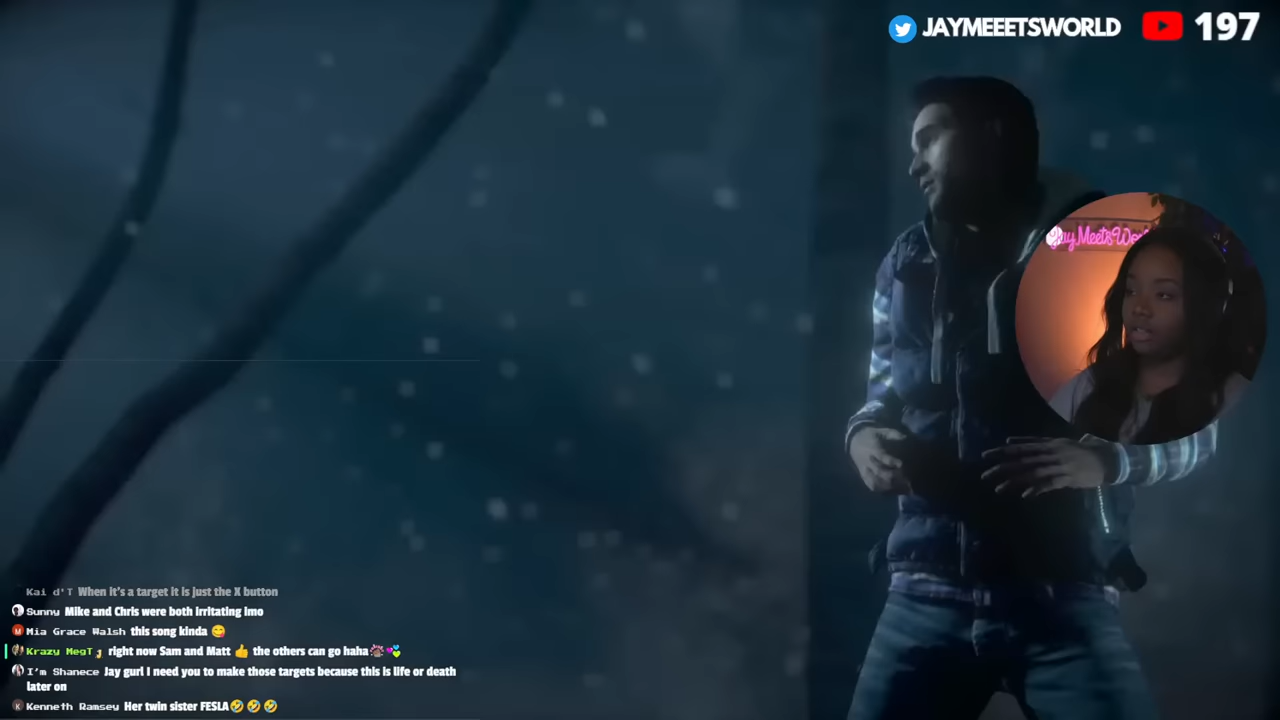 JAYMEEETSWORLD 197
JayMeetsWo
Kai d'T When it's a target it is just the X button
Sunny Mike and Chris were both irritating imo
M Mia Grace Walsh this song kinda 😋
Krazy MegT right now Sam and Matt 👍 the others can go haha
I'm Shanece Jay gurl I need you to make those targets because this is life or death
later on
K Kenneth Ramsey Her twin sister FESLA🤣 🤣 🤣